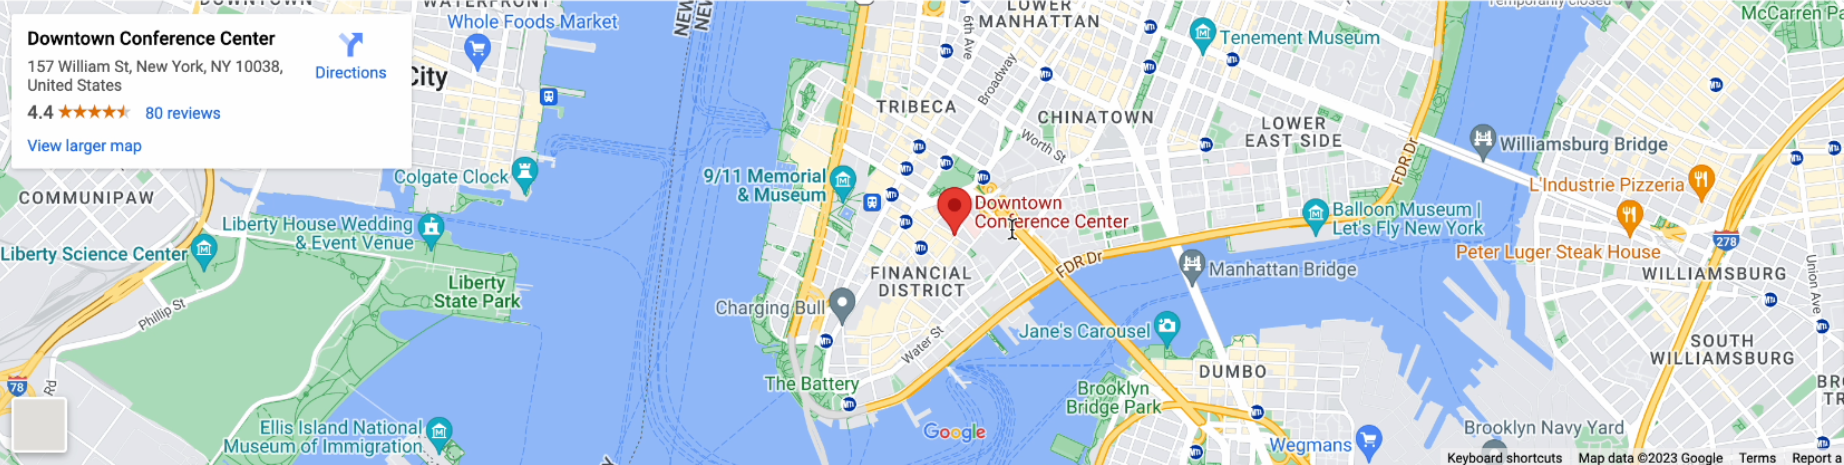 Downtown Conference Center
157 William St, New York, NY 10038,
United States
4.4
80 reviews
View larger map
Directions
DOWNTOWN
WATERFRONT
Whole Foods Market
City
NEW
NEW
6th Ave
LOWER
MANHATTAN
Tenement Museum
Temporarily closed
McCarren P
Broadway
TRIBECA
CHINATOWN
Worth St
LOWER
EAST SIDE
FDR Dr
Williamsburg Bridge
Colgate Clock
9/11 Memorial
& Museum
COMMUNIPAW
Downtown
Conference Center
L'Industrie Pizzeria
Liberty House Wedding
& Event Venue
Balloon Museum |
Let's Fly New York
Liberty Science Center
Peter Luger Steak House
278
WILLIAMSBURG
Union Ave
FDR Dr
Manhattan Bridge
FINANCIAL
DISTRICT
Liberty
State Park
Phillip St
Charging Bull
Water St
Jane's Carousel
SOUTH
WILLIAMSBURG
DUMBO
The Battery
78
Rd
Brooklyn
Bridge Park
BR
TR
Ellis Island National
Museum of Immigration
Google
Wegmans
Brooklyn Navy Yard
Keyboard shortcuts
Map data ©2023 Google
Terms
Report a